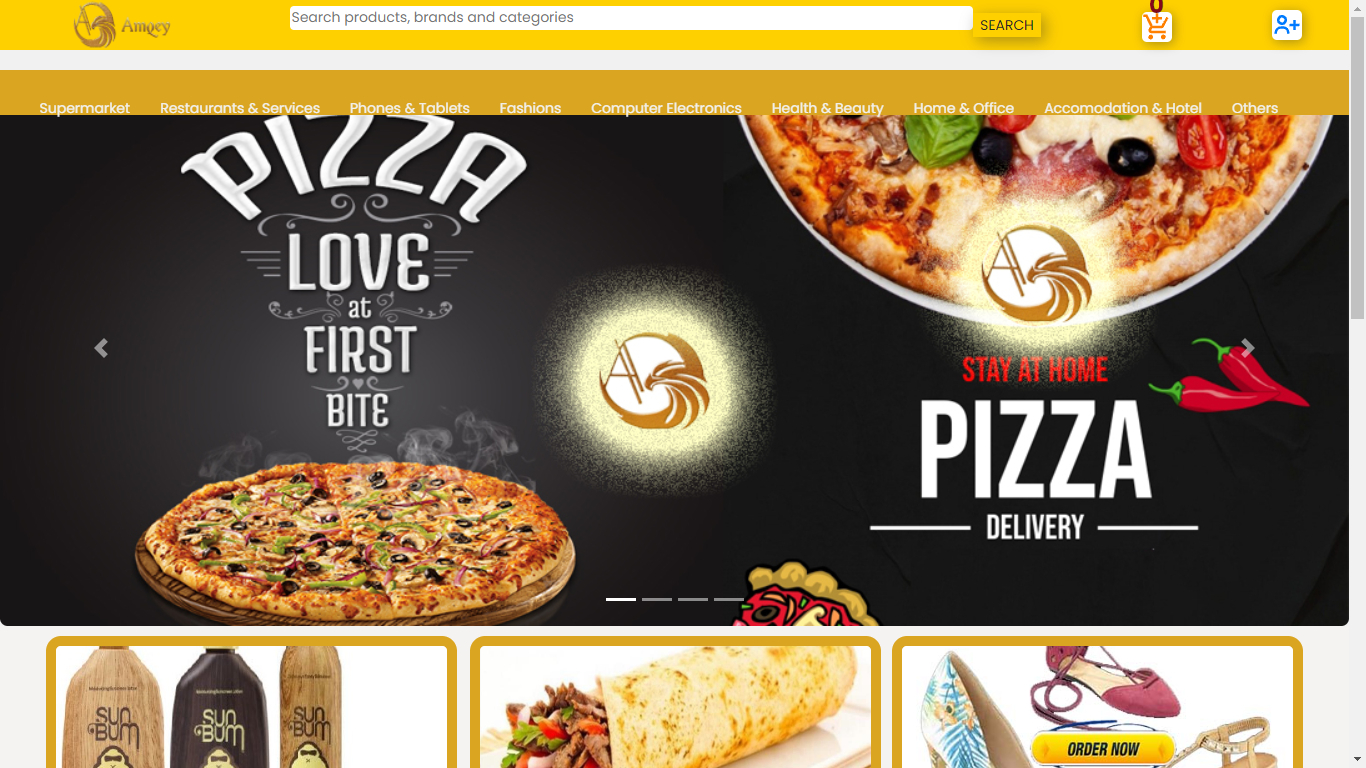 Amoey
Search products, brands and categories
SEARCH
0
Supermarket
Restaurants & Services
Phones & Tablets
Fashions
Computer Electronics
Health & Beauty
Home & Office
Accomodation & Hotel
Others
PIZZA
LOVE
at
FIRST
BITE
STAY AT HOME
PIZZA
DELIVERY
SUN
BUM
SUN
BUM
SUN
BUM
ORDER NOW